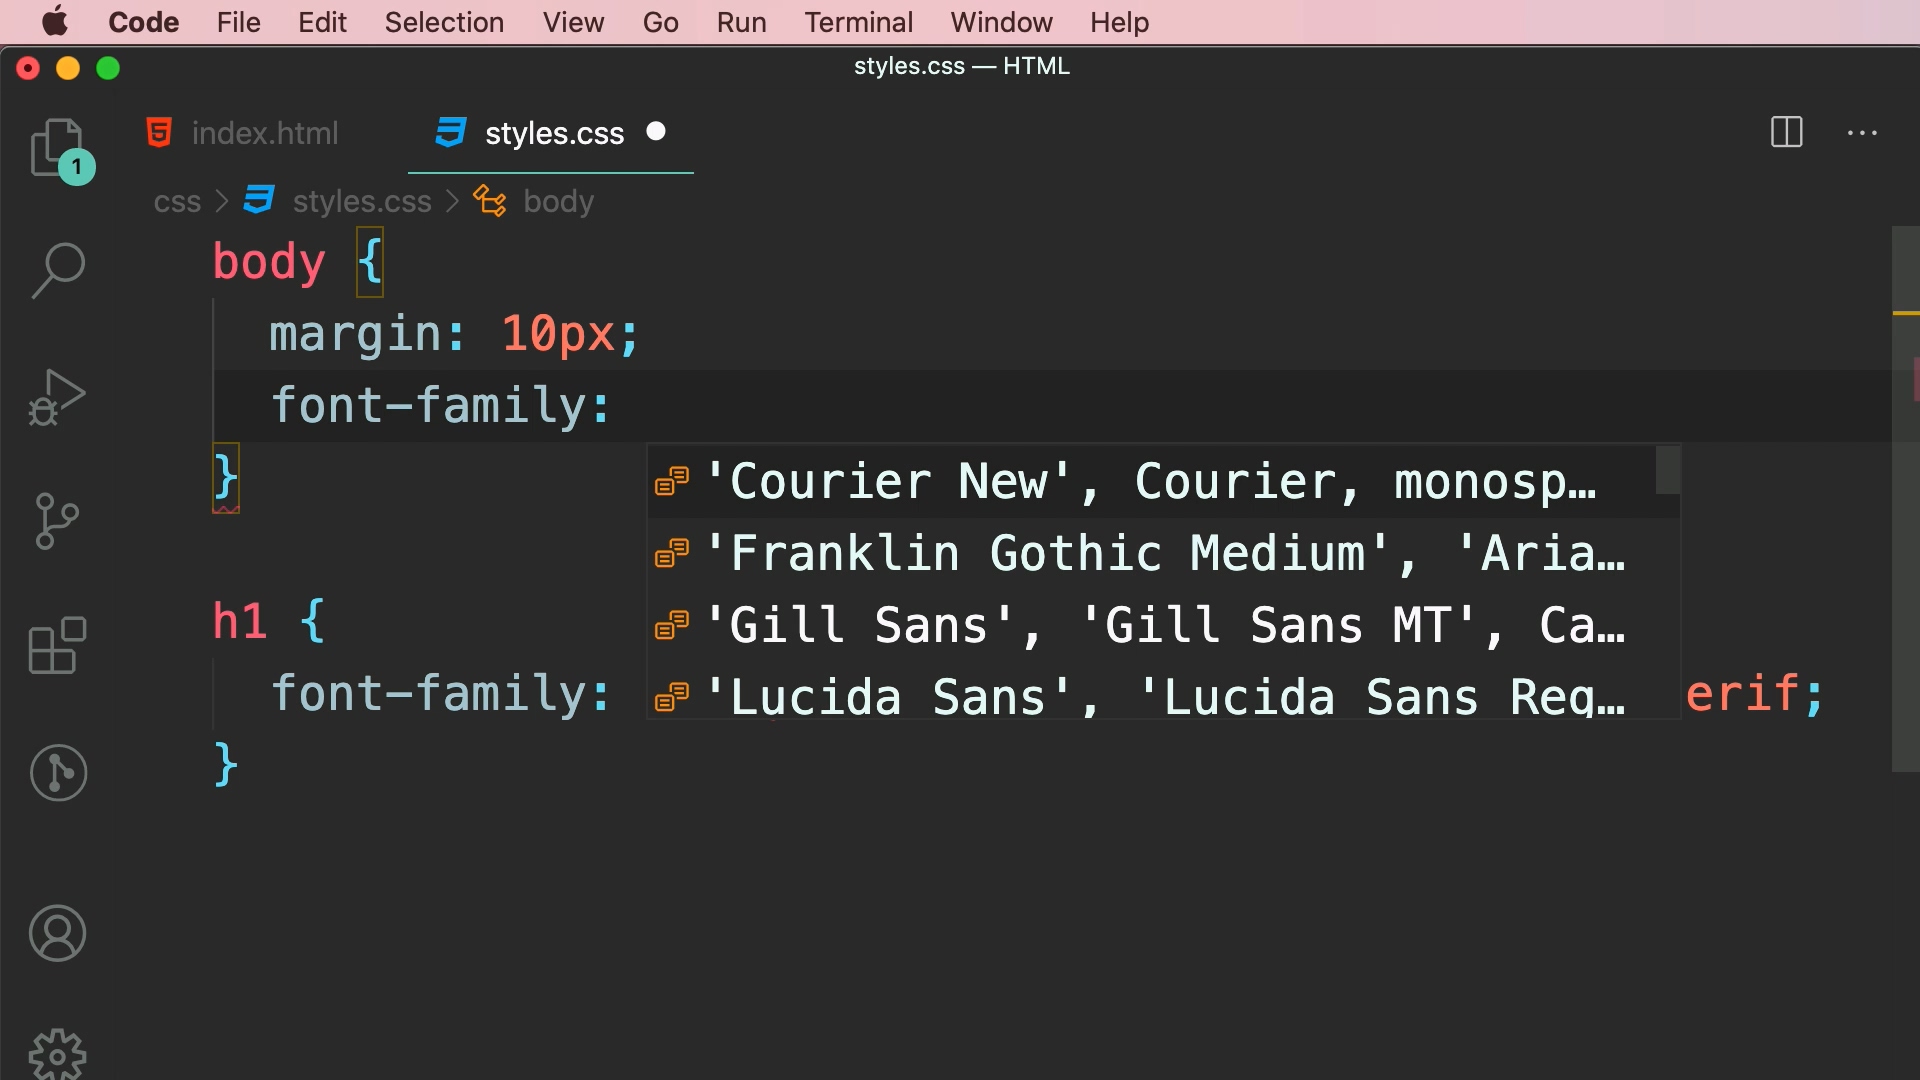 Code File Edit Selection View Go Run Terminal Window Help
styles.css — HTML
index.html styles.css
1
css > styles.css > body
body {
margin: 10px;
font-family:
}
'Courier New', Courier, monosp…
'Franklin Gothic Medium', 'Aria…
'Gill Sans', 'Gill Sans MT', Ca…
h1 {
font-family: erif;
'Lucida Sans', 'Lucida Sans Reg…
}